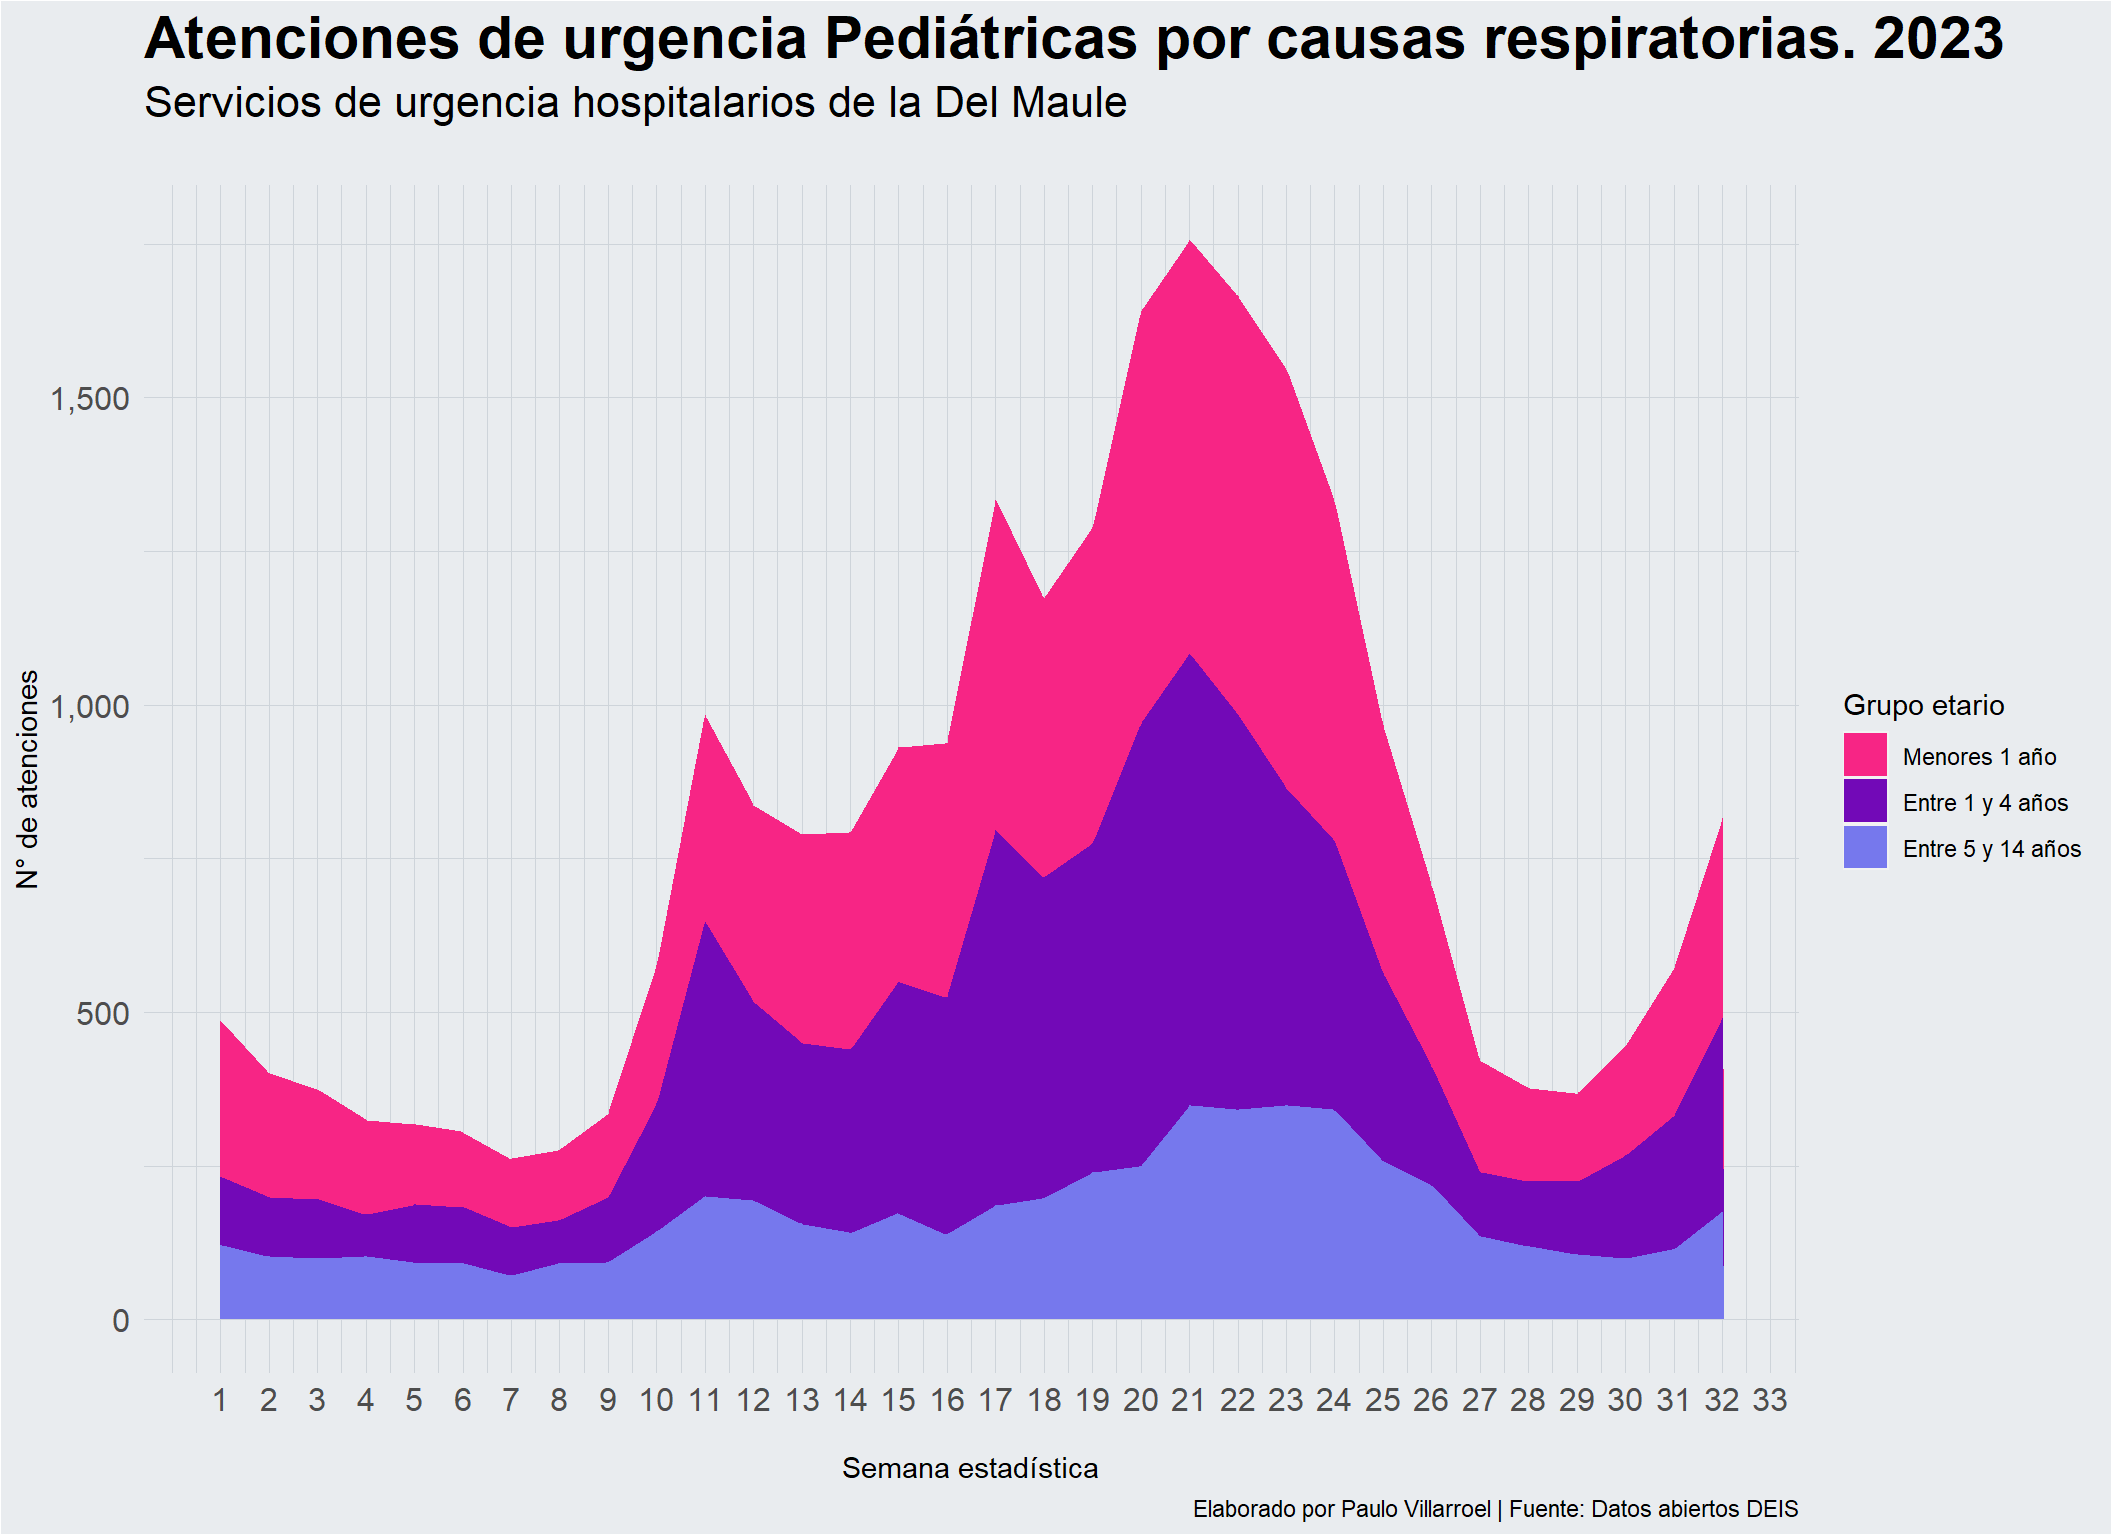 Atenciones de urgencia Pediátricas por causas respiratorias. 2023
Servicios de urgencia hospitalarios de la Del Maule
1,500
1,000
500
0
N° de atenciones
1 2 3 4 5 6 7 8 9 10 11 12 13 14 15 16 17 18 19 20 21 22 23 24 25 26 27 28 29 30 31 32 33
Semana estadística
Grupo etario
Menores 1 año
Entre 1 y 4 años
Entre 5 y 14 años
Elaborado por Paulo Villarroel | Fuente: Datos abiertos DEIS